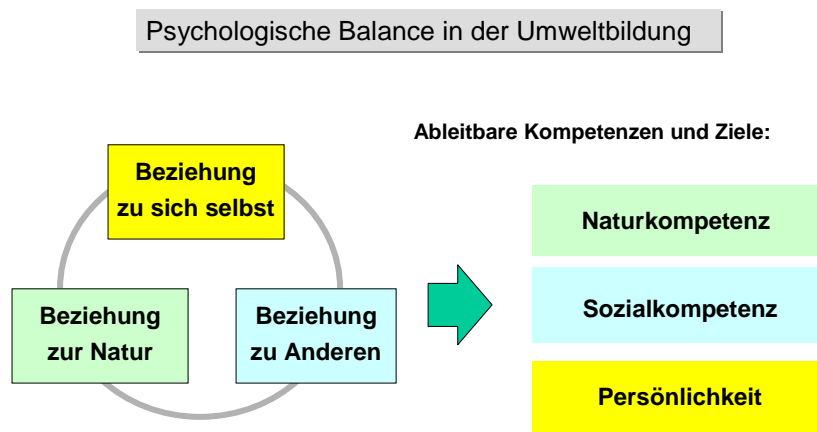 Psychologische Balance in der Umweltbildung
Ableitbare Kompetenzen und Ziele:
Beziehung
zu sich selbst
Beziehung
zur Natur
Beziehung
zu Anderen
Naturkompetenz
Sozialkompetenz
Persönlichkeit